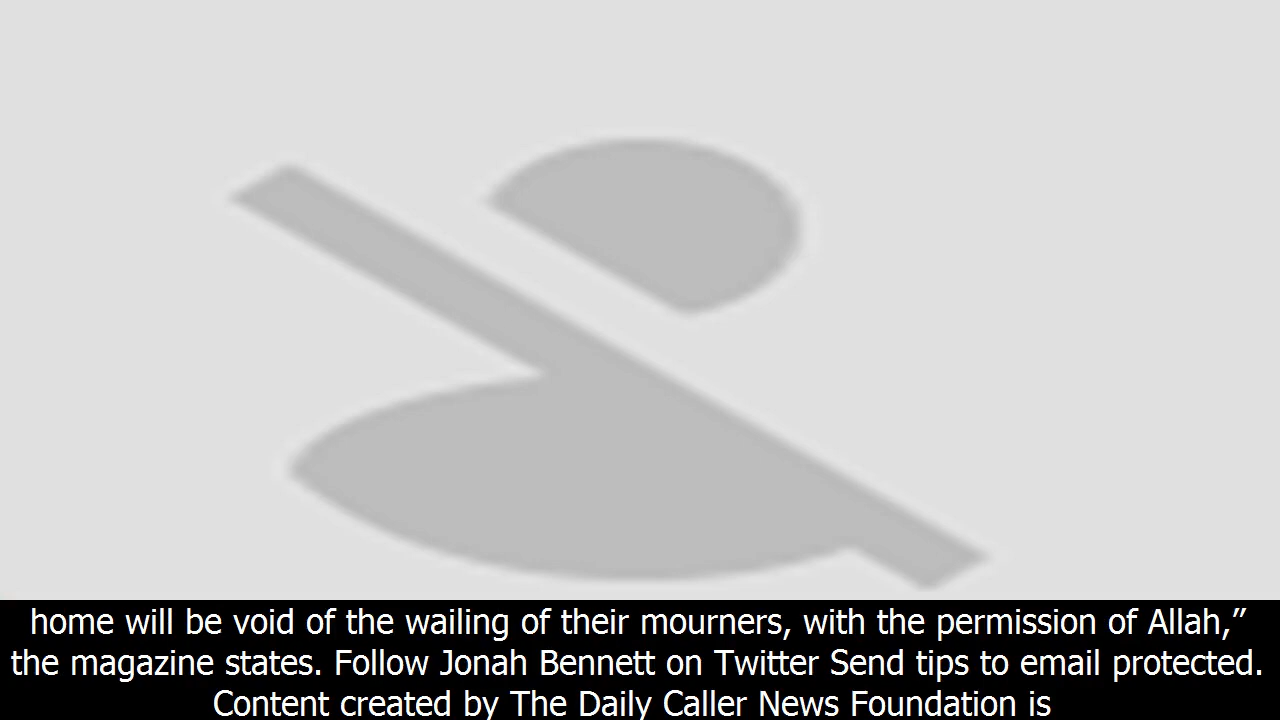 home will be void of the wailing of their mourners, with the permission of Allah,”
the magazine states. Follow Jonah Bennett on Twitter Send tips to email protected.
Content created by The Daily Caller News Foundation is